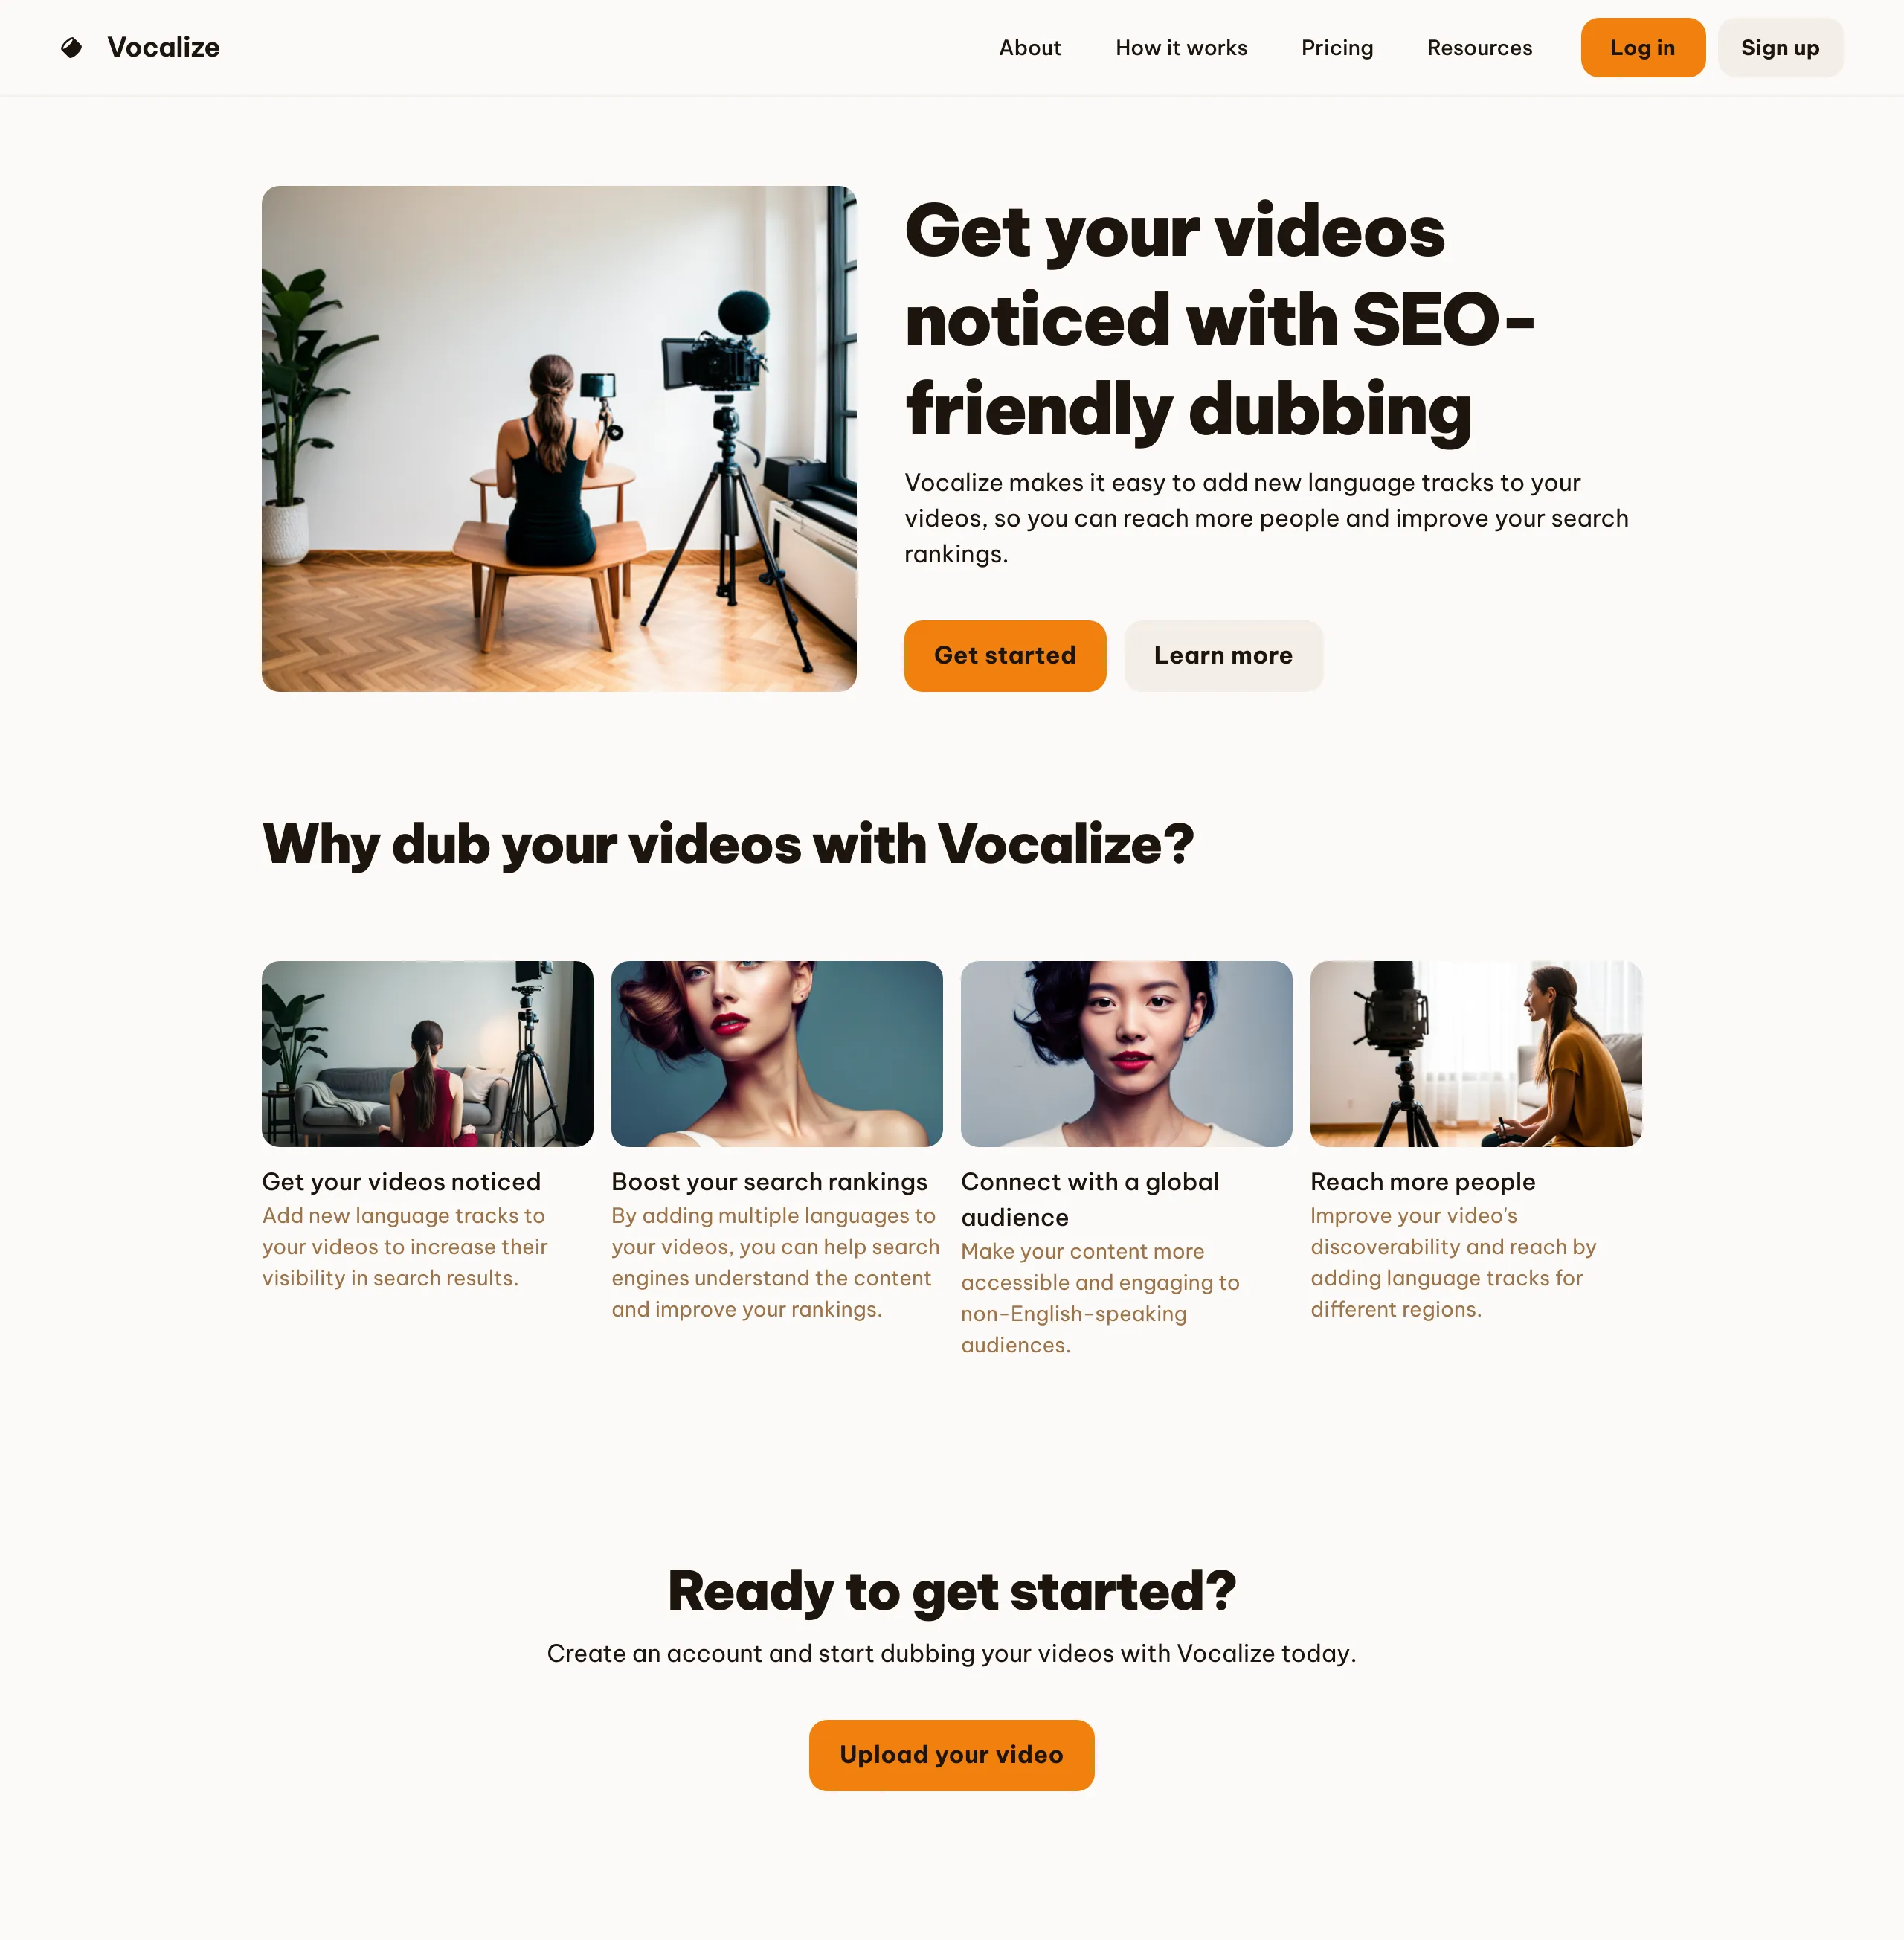 Vocalize
About
How it works
Pricing
Resources
Log in
Sign up
Get your videos
noticed with SEO-
friendly dubbing
Vocalize makes it easy to add new language tracks to your
videos, so you can reach more people and improve your search
rankings.
Get started
Learn more
Why dub your videos with Vocalize?
Get your videos noticed
Add new language tracks to
your videos to increase their
visibility in search results.
Boost your search rankings
By adding multiple languages to
your videos, you can help search
engines understand the content
and improve your rankings.
Connect with a global
audience
Make your content more
accessible and engaging to
non-English-speaking
audiences.
Reach more people
Improve your video's
discoverability and reach by
adding language tracks for
different regions.
Ready to get started?
Create an account and start dubbing your videos with Vocalize today.
Upload your video